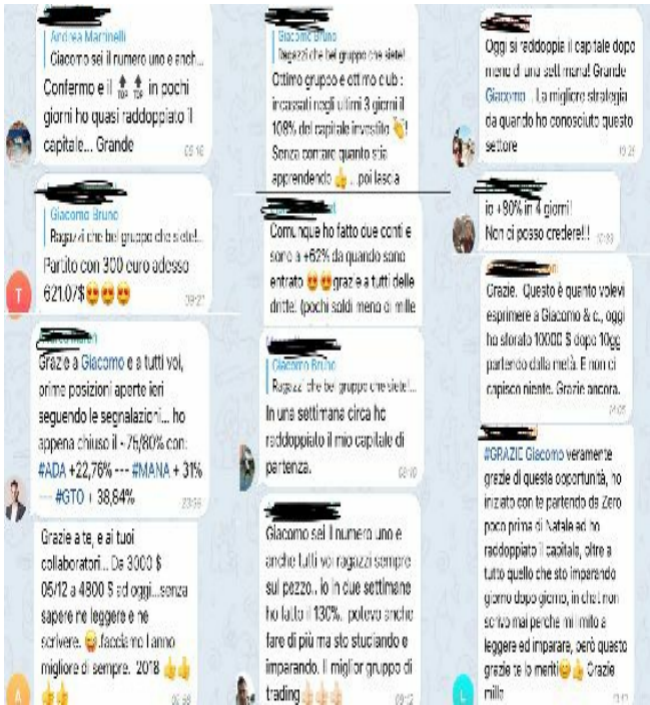 Andrea Martinelli
Giacomo sei il numero uno e anch...
Confermo e il 🔝 🔝 in pochi
giorni ho quasi raddoppiato il
capitale... Grande
Giacomo Bruno
Ragazzi che bel gruppo che siete!..
Partito con 300 euro adesso
621.07$😍😍😍
09:21
T
Grazie a Giacomo e a tutti voi,
prime posizioni aperte ieri
seguendo le segnalazioni... ho
appena chiuso il - 75/80% con:
#ADA +22,76% --- #MANA + 31%
--- #GTO + 38,64%
Grazie a te, e ai tuoi
collaboratori... Da 3000 $
05/12 a 4800 $ ad oggi...senza
sapere ne leggere e ne
scrivere. 😜 facciamo l anno
migliore di sempre. 2018 👍👍
👍👍
A
Giacomo Bruno
Ragazzi che bel gruppo che siete!...
Ottimo gruppo e ottimo club:
incassati negli ultimi 3 giorni il
108% del capitale investito 👏!
Senza contare quanto stia
apprendendo 👍...poi lascia
Comunque ho fatto due conti e
sono a +62% da quando sono
entrato 😍😍grazie a tutti delle
dritte. (pochi soldi meno di mille
Giacomo Bruno
Ragazzi che bel gruppo che siete!...
In una settimana circa ho
raddoppiato il mio capitale di
partenza.
Giacomo sei il numero uno e
anche tutti voi ragazzi sempre
sul pezzo.. Io in due settimane
ho fatto il 130%. potevo anche
fare di più ma sto studiando e
imparando. Il miglior gruppo di
trading👍🏻👍🏻👍🏻
Oggi si raddoppia il capitale dopo
meno di una settimana! Grande
Giacomo . La migliore strategia
da quando ho conosciuto questo
settore
io +80% in 4 giorni!
Non ci posso credere!!!
Grazie. Questo è quanto volevi
esprimere a Giacomo & c., oggi
ho sforato 10000 $ dopo 10gg
partendo dalla metà. E non ci
capisco niente. Grazie ancora.
#GRAZIE Giacomo veramente
grazie di questa opportunità, ho
iniziato con te partendo da Zero
poco prima di Natale ed ho
raddoppiato il capitale, oltre a
tutto quello che sto imparando
giorno dopo giorno, in chat non
scrivo mai perche mi limito a
leggere ed imparare, però questo
grazie te lo meriti😊👍 Grazie
mille
L